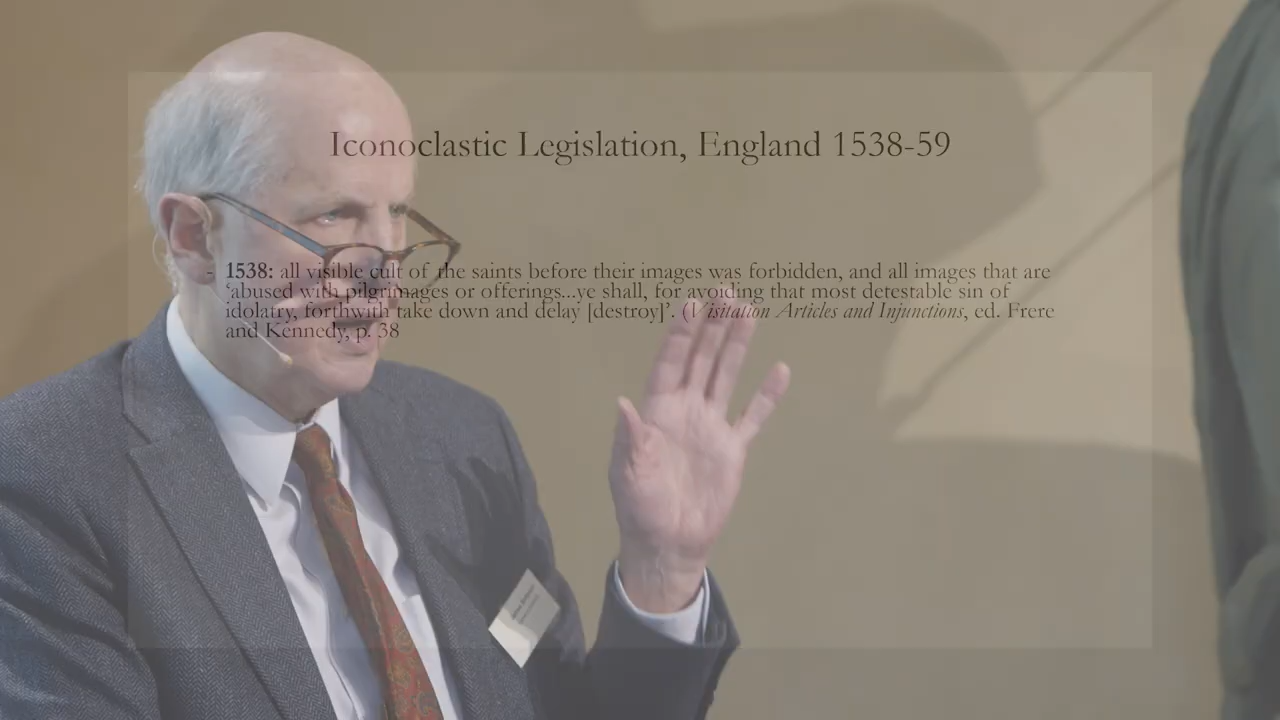 Iconoclastic Legislation, England 1538-59
- 1538: all visible cult of the saints before their images was forbidden, and all images that are
‘abused with pilgrimages or offerings...ye shall, for avoiding that most detestable sin of
idolatry, forthwith take down and delay [destroy]’. (Visitation Articles and Injunctions, ed. Frere
and Kennedy, p. 38